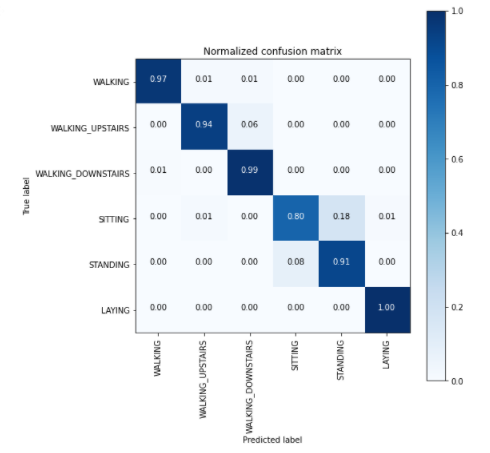 Normalized confusion matrix
True label
WALKING 0.97 0.01 0.01 0.00 0.00 0.00
WALKING_UPSTAIRS 0.00 0.94 0.06 0.00 0.00 0.00
WALKING_DOWNSTAIRS 0.01 0.00 0.99 0.00 0.00 0.00
SITTING 0.00 0.01 0.00 0.80 0.18 0.01
STANDING 0.00 0.00 0.00 0.08 0.91 0.00
LAYING 0.00 0.00 0.00 0.00 0.00 1.00
WALKING
WALKING_UPSTAIRS
WALKING_DOWNSTAIRS
SITTING
STANDING
LAYING
Predicted label
1.0
0.8
0.6
0.4
0.2
0.0